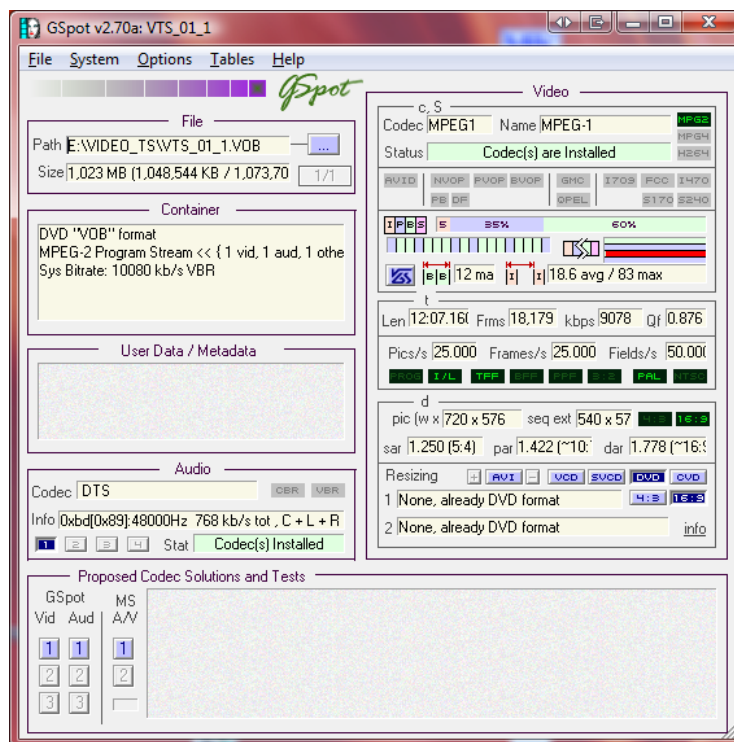 GSpot v2.70a: VTS_01_1
File System Options Tables Help
GSpot
File
Path E:\VIDEO_TS\VTS_01_1.VOB ...
Size 1,023 MB (1,048,544 KB / 1,073,70 1/1
Container
DVD "VOB" format
MPEG-2 Program Stream << { 1 vid, 1 aud, 1 othe
Sys Bitrate: 10080 kb/s VBR
User Data / Metadata
Audio
Codec DTS CBR VBR
Info 0xbd[0x89]:48000Hz 768 kb/s tot , C + L + R
1 2 3 4 Stat Codec(s) Installed
Video
c, S
Codec MPEG1 Name MPEG-1 MPG2
MPG4
Status Codec(s) are Installed H264
AVID NVOP PVOP BVOP GMC I709 FCC I470
PB DF QPEL S170 S240
I P B S S 35% 60%
B B 12 ma I I 18.6 avg / 83 max
t
Len 12:07.160 Frms 18,179 kbps 9078 Qf 0.876
Pics/s 25.000 Frames/s 25.000 Fields/s 50.000
PROG I/L TFF BFF PPF 3:2 PAL NTSC
d
pic (w x 720 x 576 seq ext 540 x 57 4:3 16:9
sar 1.250 (5:4) par 1.422 (~10: dar 1.778 (~16:9
Resizing + AVI - VCD SVCD DVD CVD
1 None, already DVD format 4:3 16:9
2 None, already DVD format info
Proposed Codec Solutions and Tests
GSpot MS
Vid Aud A/V
1 1 1
2 2 2
3 3